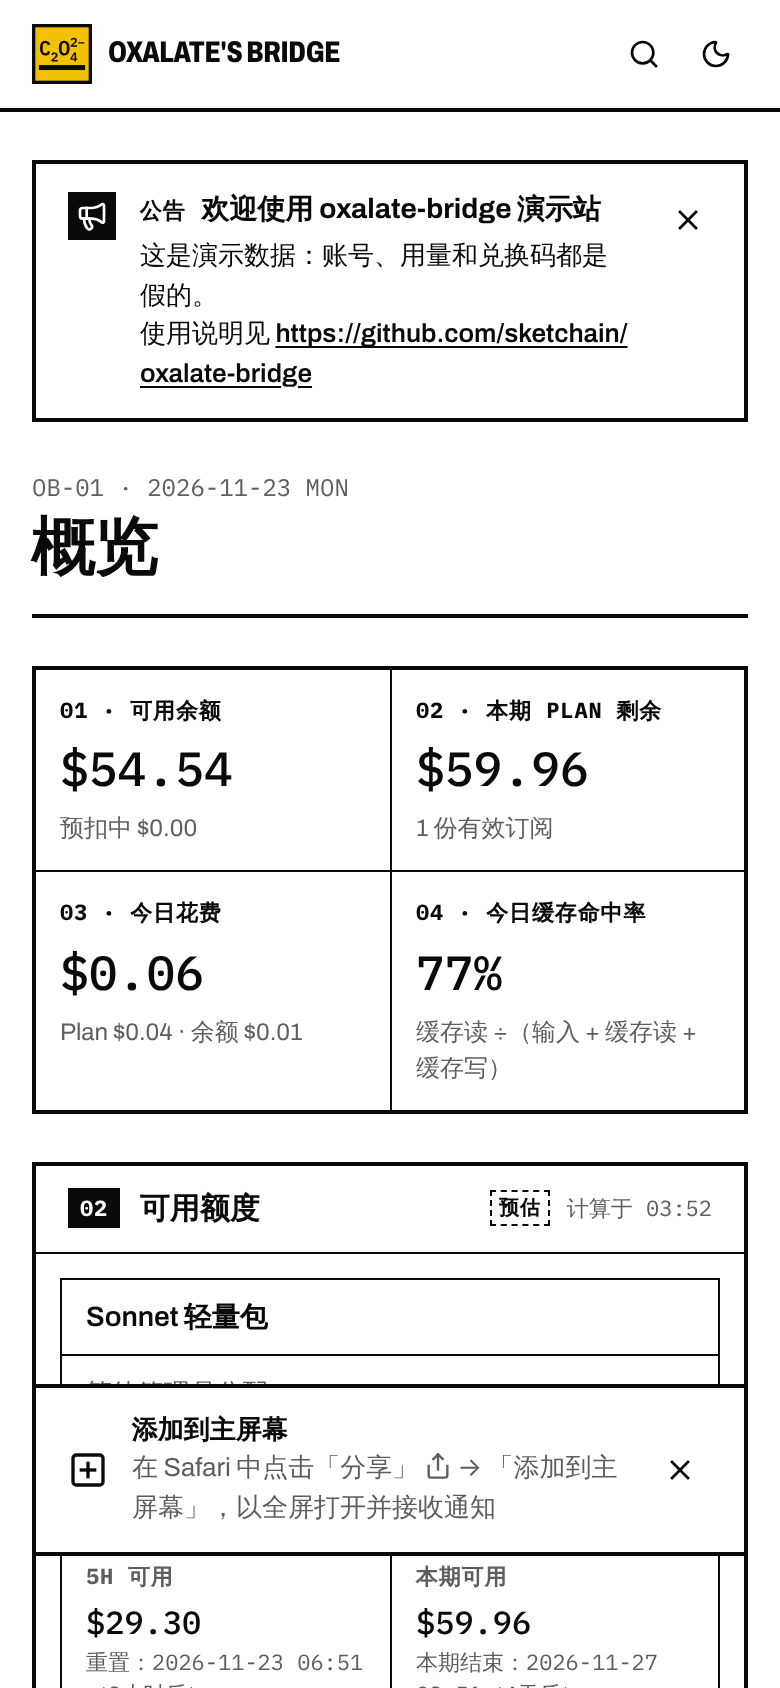 C₂O₄²⁻
OXALATE'S BRIDGE
公告 欢迎使用 oxalate-bridge 演示站
这是演示数据：账号、用量和兑换码都是
假的。
使用说明见 https://github.com/sketchain/
oxalate-bridge
OB-01 · 2026-11-23 MON
概览
01 · 可用余额
$54.54
预扣中 $0.00
02 · 本期 PLAN 剩余
$59.96
1 份有效订阅
03 · 今日花费
$0.06
Plan $0.04 · 余额 $0.01
04 · 今日缓存命中率
77%
缓存读 ÷（输入 + 缓存读 +
缓存写）
02 可用额度 预估 计算于 03:52
Sonnet 轻量包
添加到主屏幕
在 Safari 中点击「分享」 → 「添加到主
屏幕」，以全屏打开并接收通知
5H 可用
$29.30
重置：2026-11-23 06:51
本期可用
$59.96
本期结束：2026-11-27